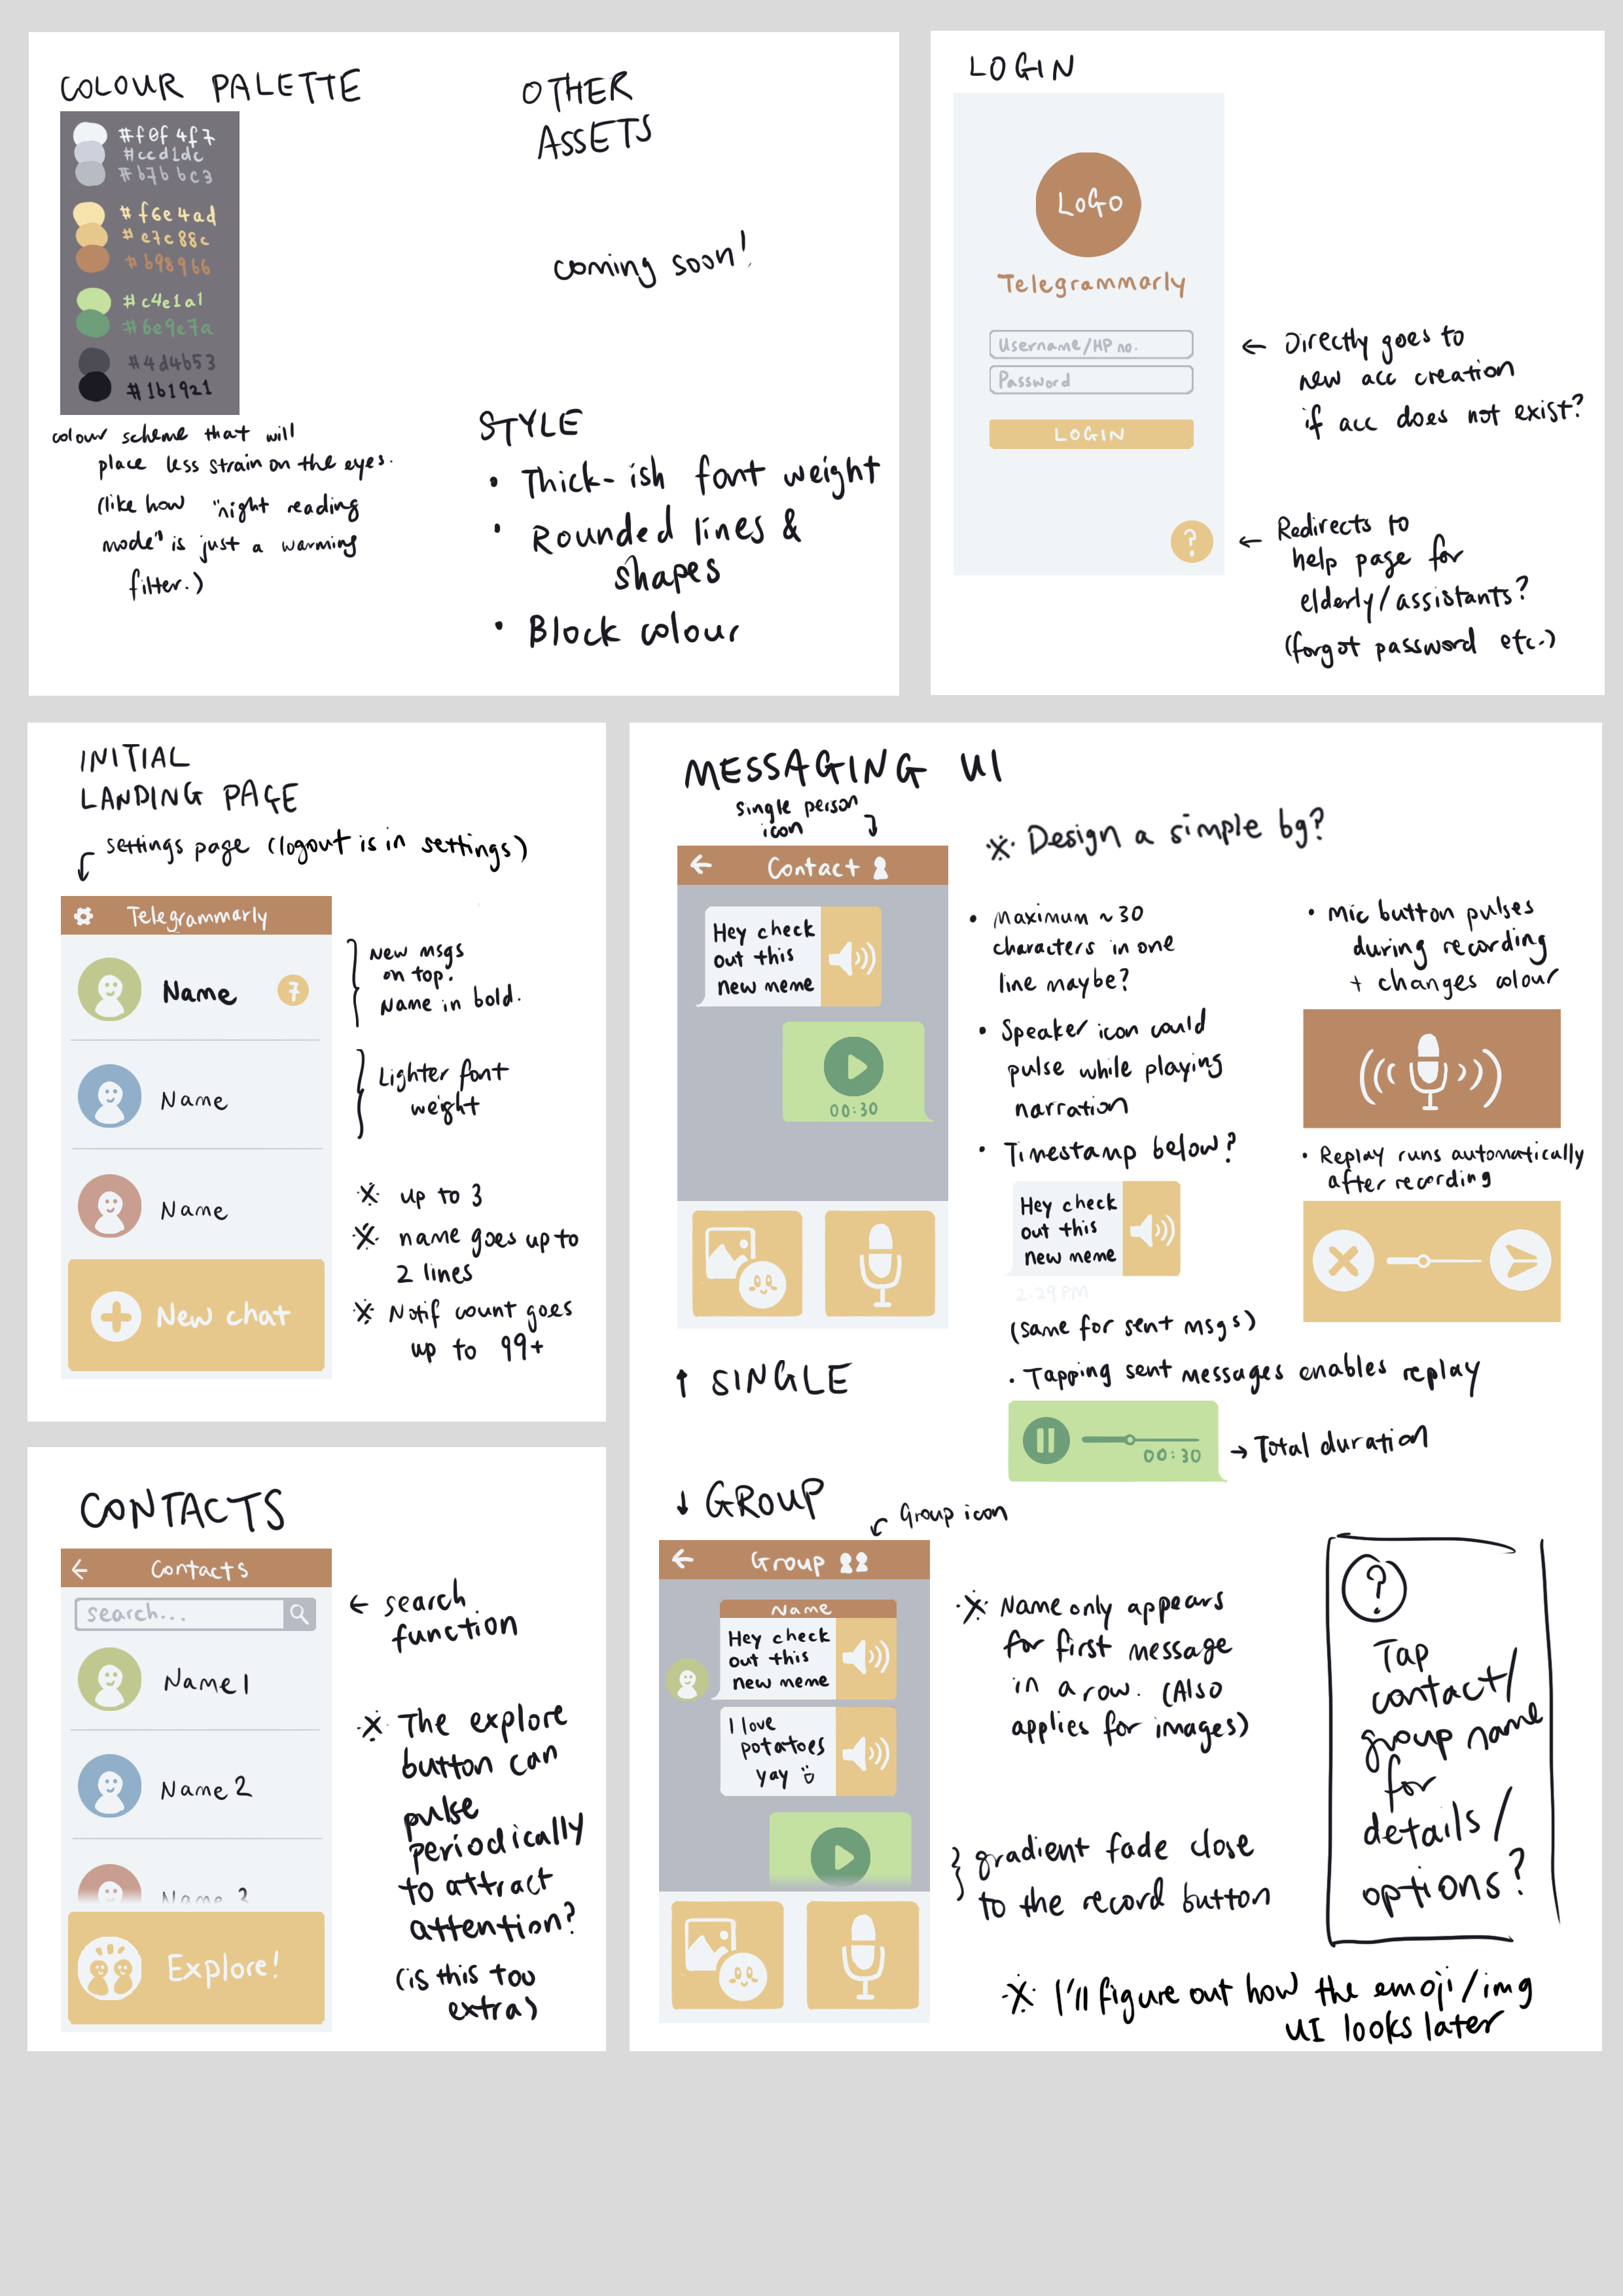 COLOUR PALETTE
#f0f4f7
#ccd1dc
#b7bbc3
#f6e4ad
#e7c88c
#b98966
#c4e1a1
#6e9e7a
#4d4b53
#1b1921
colour scheme that will
place less strain on the eyes.
(like how "night reading
mode" is just a warming
filter.)
OTHER
ASSETS
coming soon!
STYLE
• Thick-ish font weight
• Rounded lines &
shapes
• Block colour
LOGIN
LOGO
Telegrammarly
Username/HP no.
Password
LOGIN
?
← Directly goes to
new acc creation
if acc does not exist?
← Redirects to
help page for
elderly/assistants?
(forgot password etc.)
INITIAL
LANDING PAGE
settings page (logout is in settings)
Telegrammarly
Name
7
Name
Name
New chat
New msgs
on top.
Name in bold.
Lighter font
weight
※ up to 3
※ name goes up to
2 lines
※ Notif count goes
up to 99+
CONTACTS
Contacts
search...
Name 1
Name 2
Name 3
Explore!
← search
function
※ The explore
button can
pulse
periodically
to attract
attention?
(is this too
extra)
MESSAGING UI
single person
icon
Contact
Hey check
out this
new meme
00:30
↑ SINGLE
※ Design a simple bg?
• Maximum ~30
characters in one
line maybe?
• Speaker icon could
pulse while playing
narration
• Timestamp below?
Hey check
out this
new meme
2:29 PM
(same for sent msgs)
• Mic button pulses
during recording
+ changes colour
• Replay runs automatically
after recording
• Tapping sent messages enables replay
00:30
→ Total duration
↓ GROUP
Group icon
Group
Name
Hey check
out this
new meme
I love
potatoes
yay
※ Name only appears
for first message
in a row. (Also
applies for images)
gradient fade close
to the record button
?
Tap
contact/
group name
for
details/
options?
※ I'll figure out how the emoji/img
UI looks later